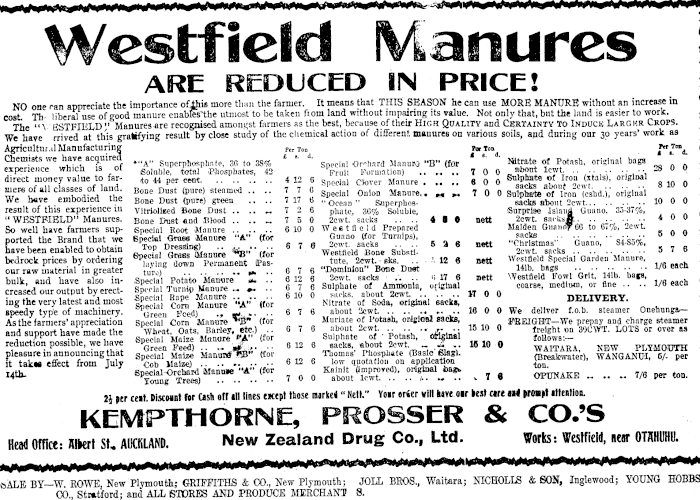 Westfield Manures
ARE REDUCED IN PRICE!
NO one can appreciate the importance of this more than the farmer. It means that THIS SEASON he can use MORE MANURE without an increase in
cost. The liberal use of good manure enables the utmost to be taken from land without impairing its value. Not only that, but the land is easier to work.
The "WESTFIELD" Manures are recognised amongst farmers as the best, because of their HIGH QUALITY and CERTAINTY TO INDUCE LARGER CROPS.
We have arrived at this gratifying result by close study of the chemical action of different manures on various soils, and during our 30 years' work as
Agricultural Manufacturing
Chemists we have acquired
experience which is of
direct money value to far-
mers of all classes of land.
We have embodied the
result of this experience in
"WESTFIELD" Manures.
So well have farmers sup-
ported the Brand that we
have been enabled to obtain
bedrock prices by ordering
our raw material in greater
bulk, and have also in-
creased our output by erect-
ing the very latest and most
speedy type of machinery.
As the farmers' appreciation
and support have made the
reduction possible, we have
pleasure in announcing that
it takes effect from July
14th.
Per Ton
£ s. d.
"A" Superphosphate, 36 to 38%
Soluble, total Phosphates, 42
to 44 per cent. .. .. .. 4 12 6
Bone Dust (pure) steamed .. .. 7 7 6
Bone Dust (pure) green .. .. 7 17 6
Vitriolised Bone Dust .. .. 7 2 6
Bone Dust and Blood .. .. 7 5 0
Special Root Manure .. .. 6 10 0
Special Grass Manure "A" (for
Top Dressing) .. .. .. 6 7 6
Special Grass Manure "B" (for
laying down Permanent Pas-
ture) .. .. .. 6 7 6
Special Potato Manure .. .. 6 12 6
Special Turnip Manure .. .. 6 7 6
Special Rape Manure .. .. 6 10 0
Special Corn Manure "A" (for
Green Feed) .. .. .. 6 7 6
Special Corn Manure "B" (for
Wheat, Oats, Barley, etc.) .. 6 7 6
Special Maize Manure "A" (for
Green Feed) .. .. .. 6 12 6
Special Maize Manure "B" (for
Cob Maize) .. .. .. 6 12 6
Special Orchard Manure "A" (for
Young Trees) .. .. .. 7 0 0
Per Ton
£ s. d.
Special Orchard Manure "B" (for
Fruit Formation) .. .. 7 0 0
Special Clover Manure .. .. 6 0 0
Special Onion Manure .. .. 7 0 0
"Ocean" Superphos-
phate, 36% Soluble,
2cwt. sacks .. 4 5 0 nett
Westfield Prepared
Guano (for Turnips),
2wt. sacks .. 5 2 6 nett
Westfield Bone Substi-
tute, 2cwt. sks. .. 12 6 nett
"Dominion" Bone Dust
2cwt. sacks .. 6 17 6 nett
Sulphate of Ammonia, original
sacks, about 2cwt. .. .. 17 0 0
Nitrate of Soda, original sacks,
about 2cwt. .. .. .. 16 0 0
Muriate of Potash, original sacks,
about 2cwt. .. .. .. 15 10 0
Sulphate of Potash, original
sacks, about 2cwt. .. .. 16 10 0
Thomas' Phosphate (Basic Slag),
low quotation on application
Kainit (improved), original bags,
about 1cwt. .. .. .. 7 6
Per Ton
£ s. d.
Nitrate of Potash, original bags
about 1cwt. .. .. .. 28 0 0
Sulphate of Iron (xtals), original
sacks about 2cwt. .. .. 8 10 0
Sulphate of Iron (exsicd.), original
sacks about 2cwt. .. .. 10 0 0
Surprise Island Guano, 35-37%,
2cwt. sacks .. .. 4 0 0
Malden Guano, 66 to 67%, 2cwt.
sacks .. .. .. 5 0 0
"Christmas" Guano, 84-85%,
2cwt. sacks .. .. .. 5 7 6
Westfield Special Garden Manure,
14lb. bags .. .. .. 1/6 each
Westfield Fowl Grit, 14lb. bags,
coarse, medium, or fine .. 1/6 each
DELIVERY.
We deliver f.o.b. steamer Onehunga—
FREIGHT—We prepay and charge steamer
freight on 39CWT. LOTS or over as
follows:—
WAITARA, NEW PLYMOUTH
(Breakwater), WANGANUI, 6/- per
ton.
OPUNAKE .. .. .. 7/6 per ton.
2½ per cent. Discount for Cash off all lines except those marked "Nett." Your order will have our best care and prompt attention.
KEMPTHORNE, PROSSER & CO.'S
Head Office: Albert St., AUCKLAND. New Zealand Drug Co., Ltd. Works: Westfield, near OTAHUHU.
SALE BY—W. ROWE, New Plymouth; GRIFFITHS & CO., New Plymouth; JOLL BROS., Waitara; NICHOLLS & SON, Inglewood; YOUNG HOBBS
CO., Stratford; and ALL STORES AND PRODUCE MERCHANT S.